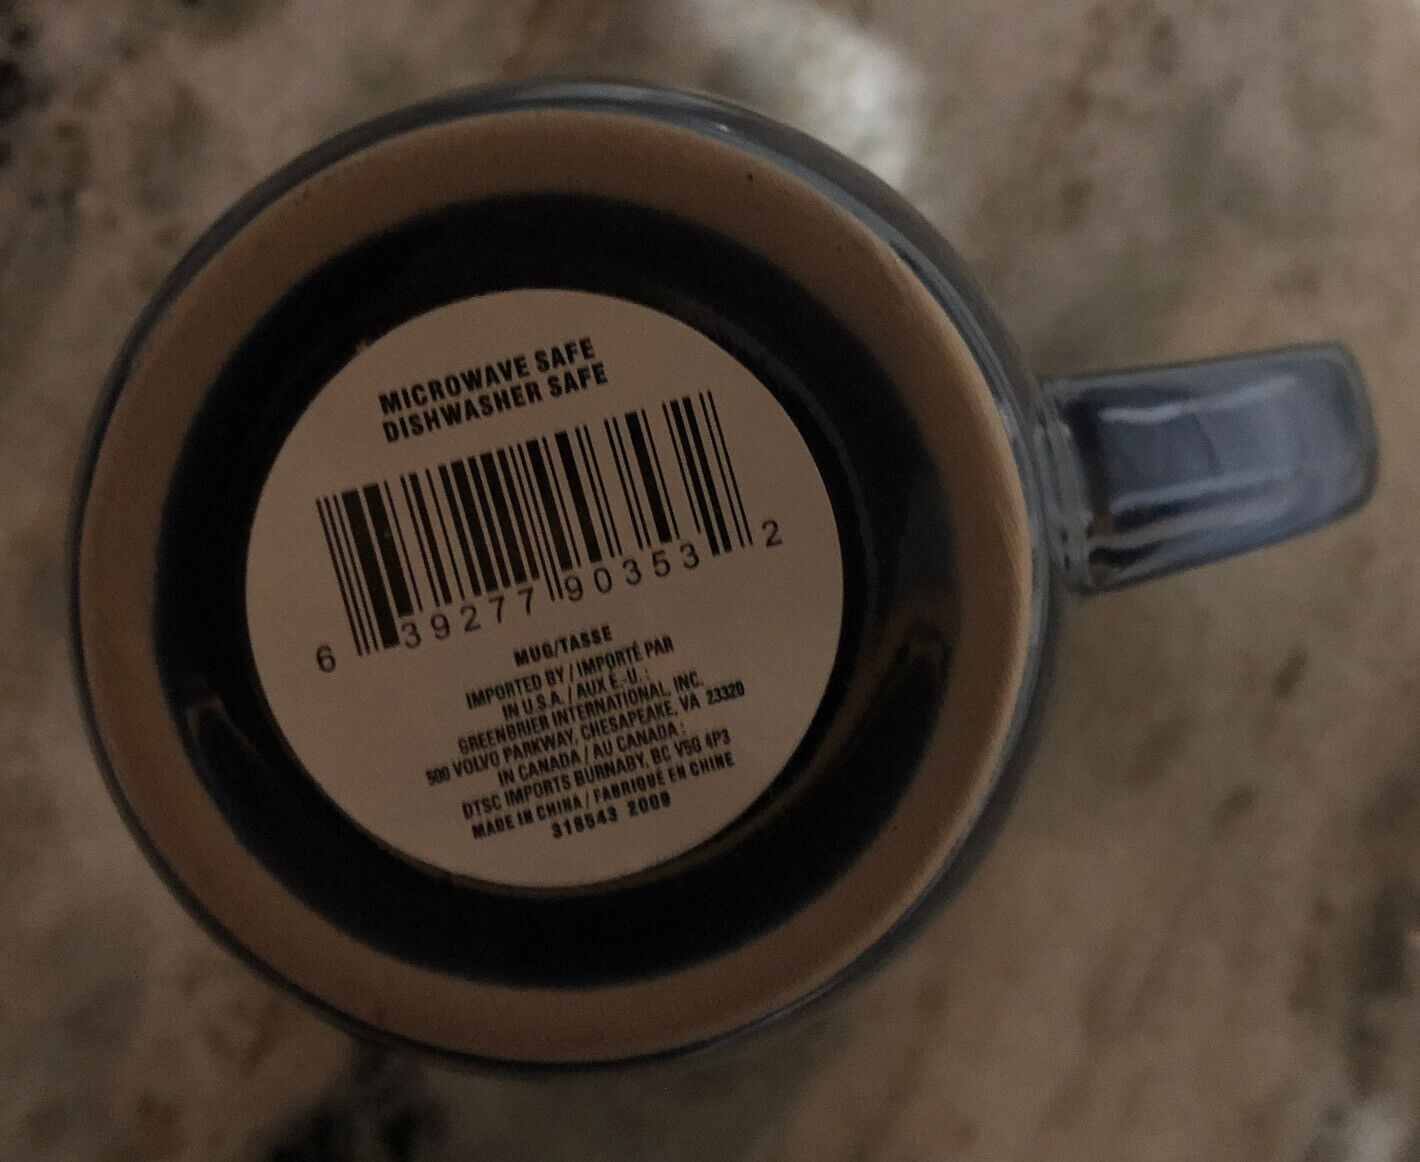 MICROWAVE SAFE
DISHWASHER SAFE
6 39277 90353 2
MUG/TASSE
IMPORTED BY / IMPORTÉ PAR
IN U.S.A. / AUX É.-U. :
GREENBRIER INTERNATIONAL, INC.
500 VOLVO PARKWAY, CHESAPEAKE, VA 23320
IN CANADA / AU CANADA :
DTSC IMPORTS BURNABY, BC V5G 4P3
MADE IN CHINA / FABRIQUÉ EN CHINE
318543 2009